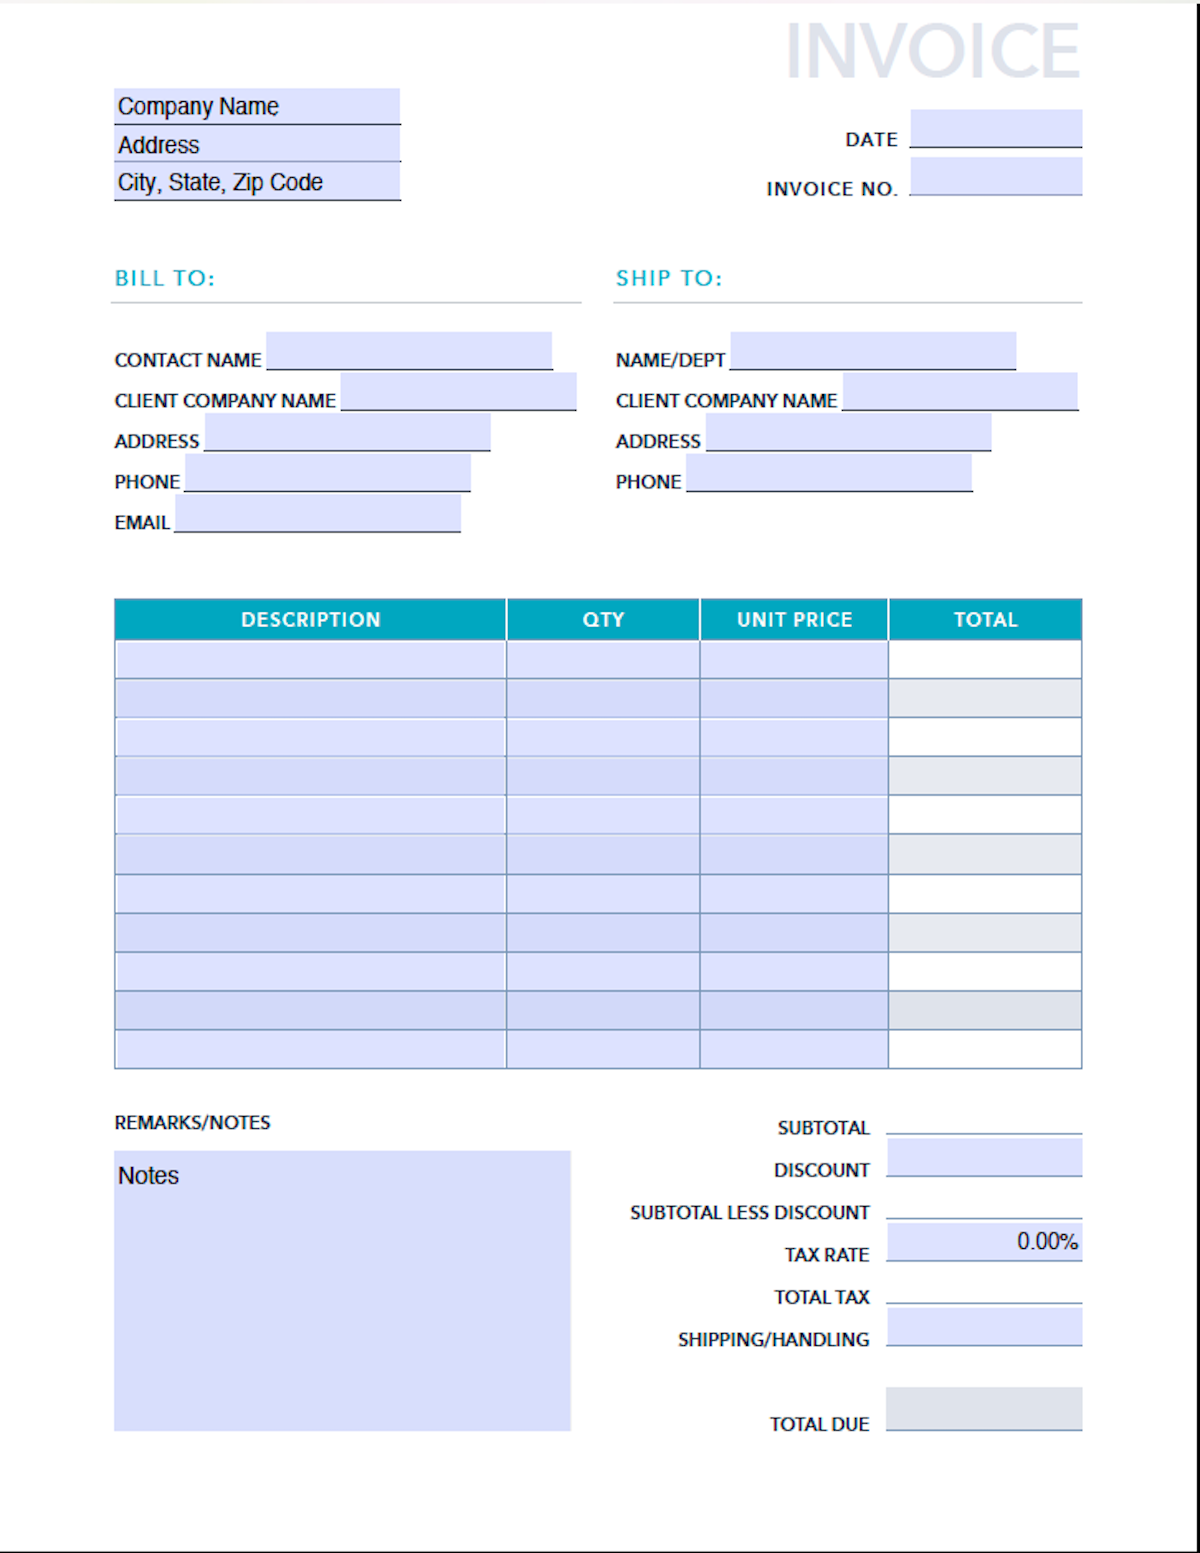 INVOICE
Company Name
Address
City, State, Zip Code
DATE
INVOICE NO.
BILL TO:
CONTACT NAME
CLIENT COMPANY NAME
ADDRESS
PHONE
EMAIL
SHIP TO:
NAME/DEPT
CLIENT COMPANY NAME
ADDRESS
PHONE
DESCRIPTION QTY UNIT PRICE TOTAL
REMARKS/NOTES
Notes
SUBTOTAL
DISCOUNT
SUBTOTAL LESS DISCOUNT
TAX RATE 0.00%
TOTAL TAX
SHIPPING/HANDLING
TOTAL DUE